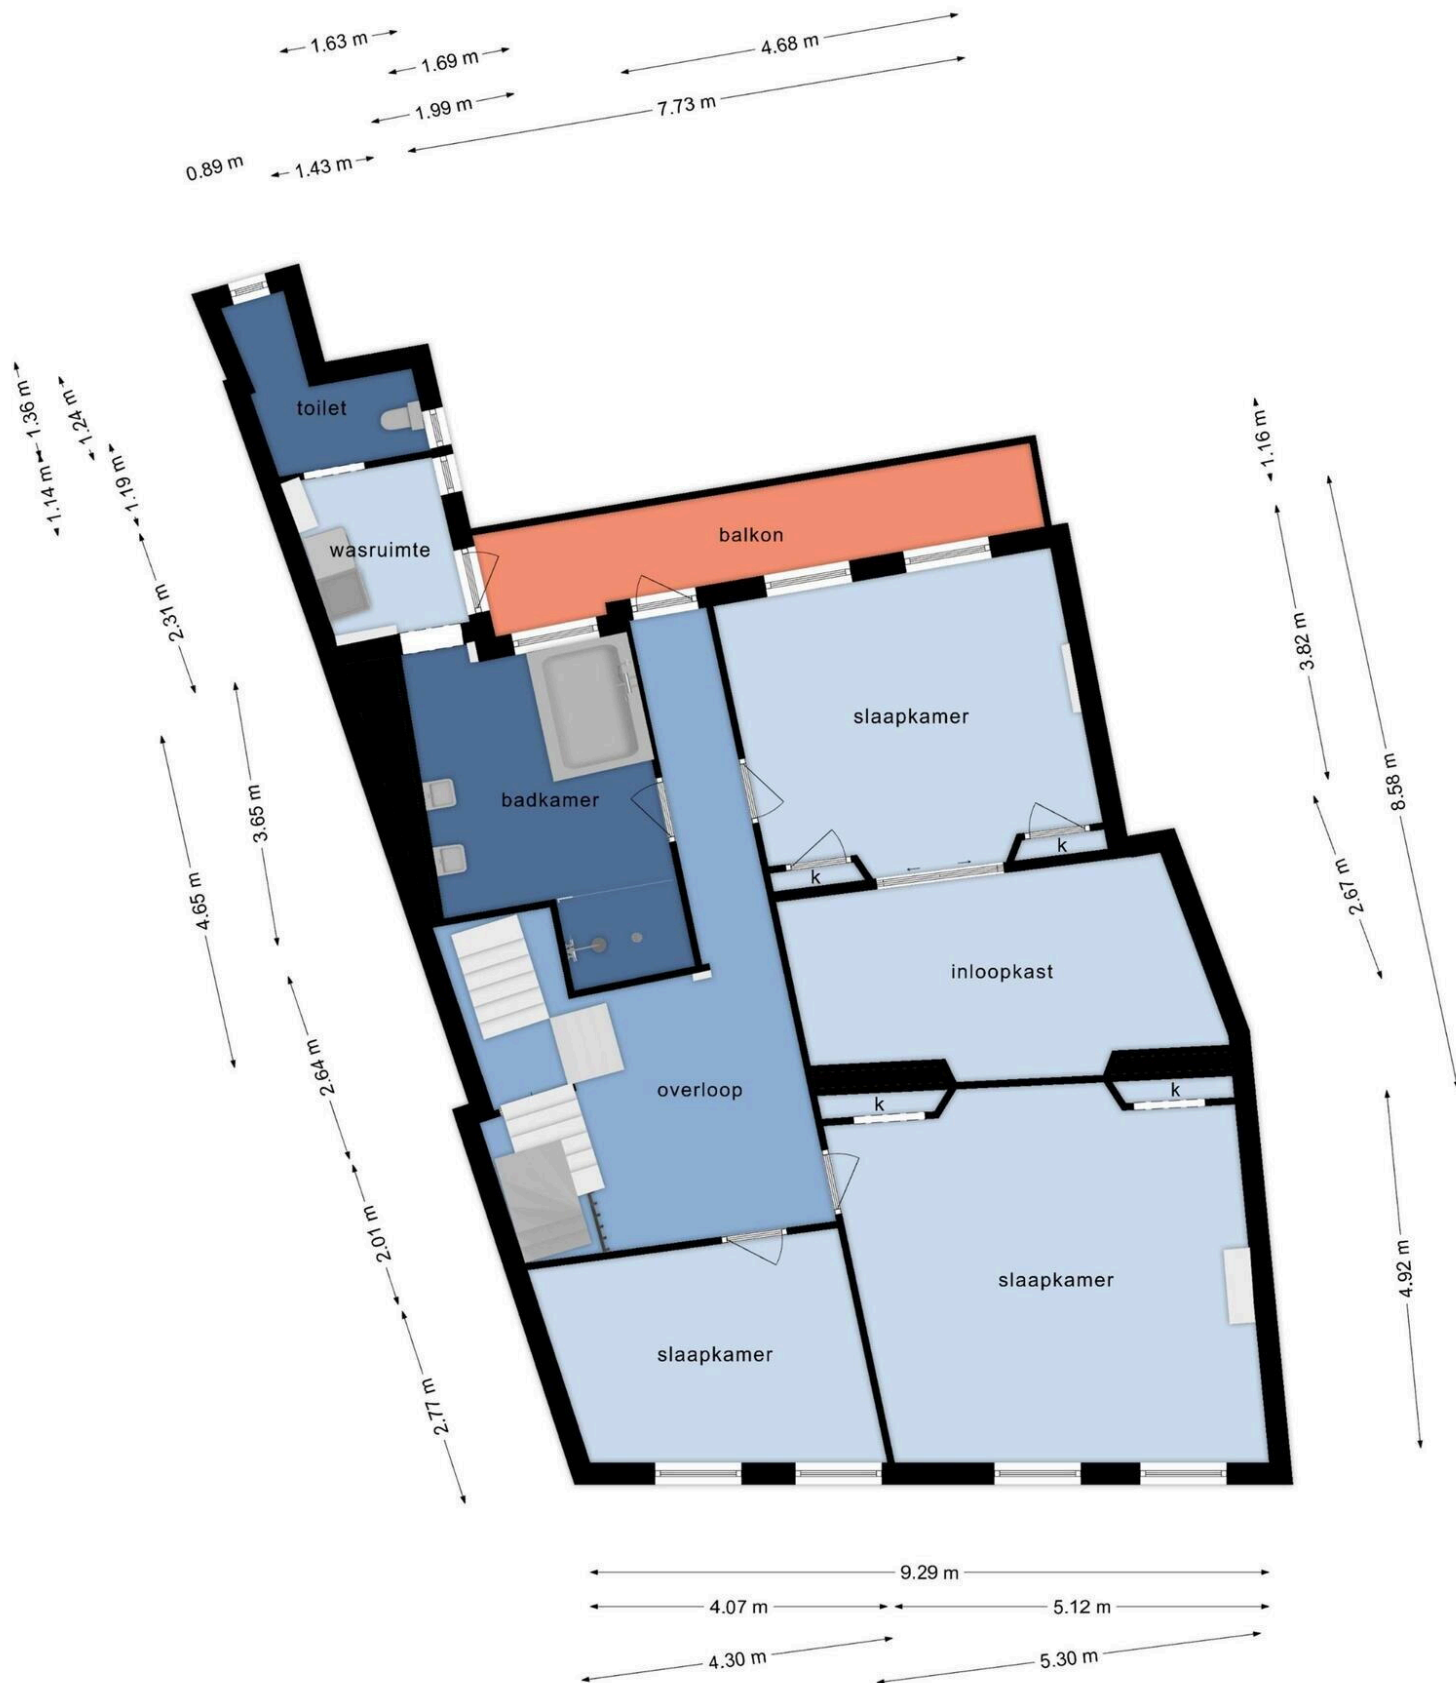 1.63 m
4.68 m
1.69 m
1.99 m
7.73 m
0.89 m
1.43 m
toilet
1.36 m
1.24 m
1.16 m
1.19 m
1.14 m
balkon
wasruimte
2.31 m
3.82 m
slaapkamer
8.58 m
badkamer
3.65 m
k
k
2.67 m
4.65 m
inloopkast
2.64 m
overloop
k
k
2.01 m
slaapkamer
4.92 m
slaapkamer
2.77 m
9.29 m
4.07 m
5.12 m
4.30 m
5.30 m